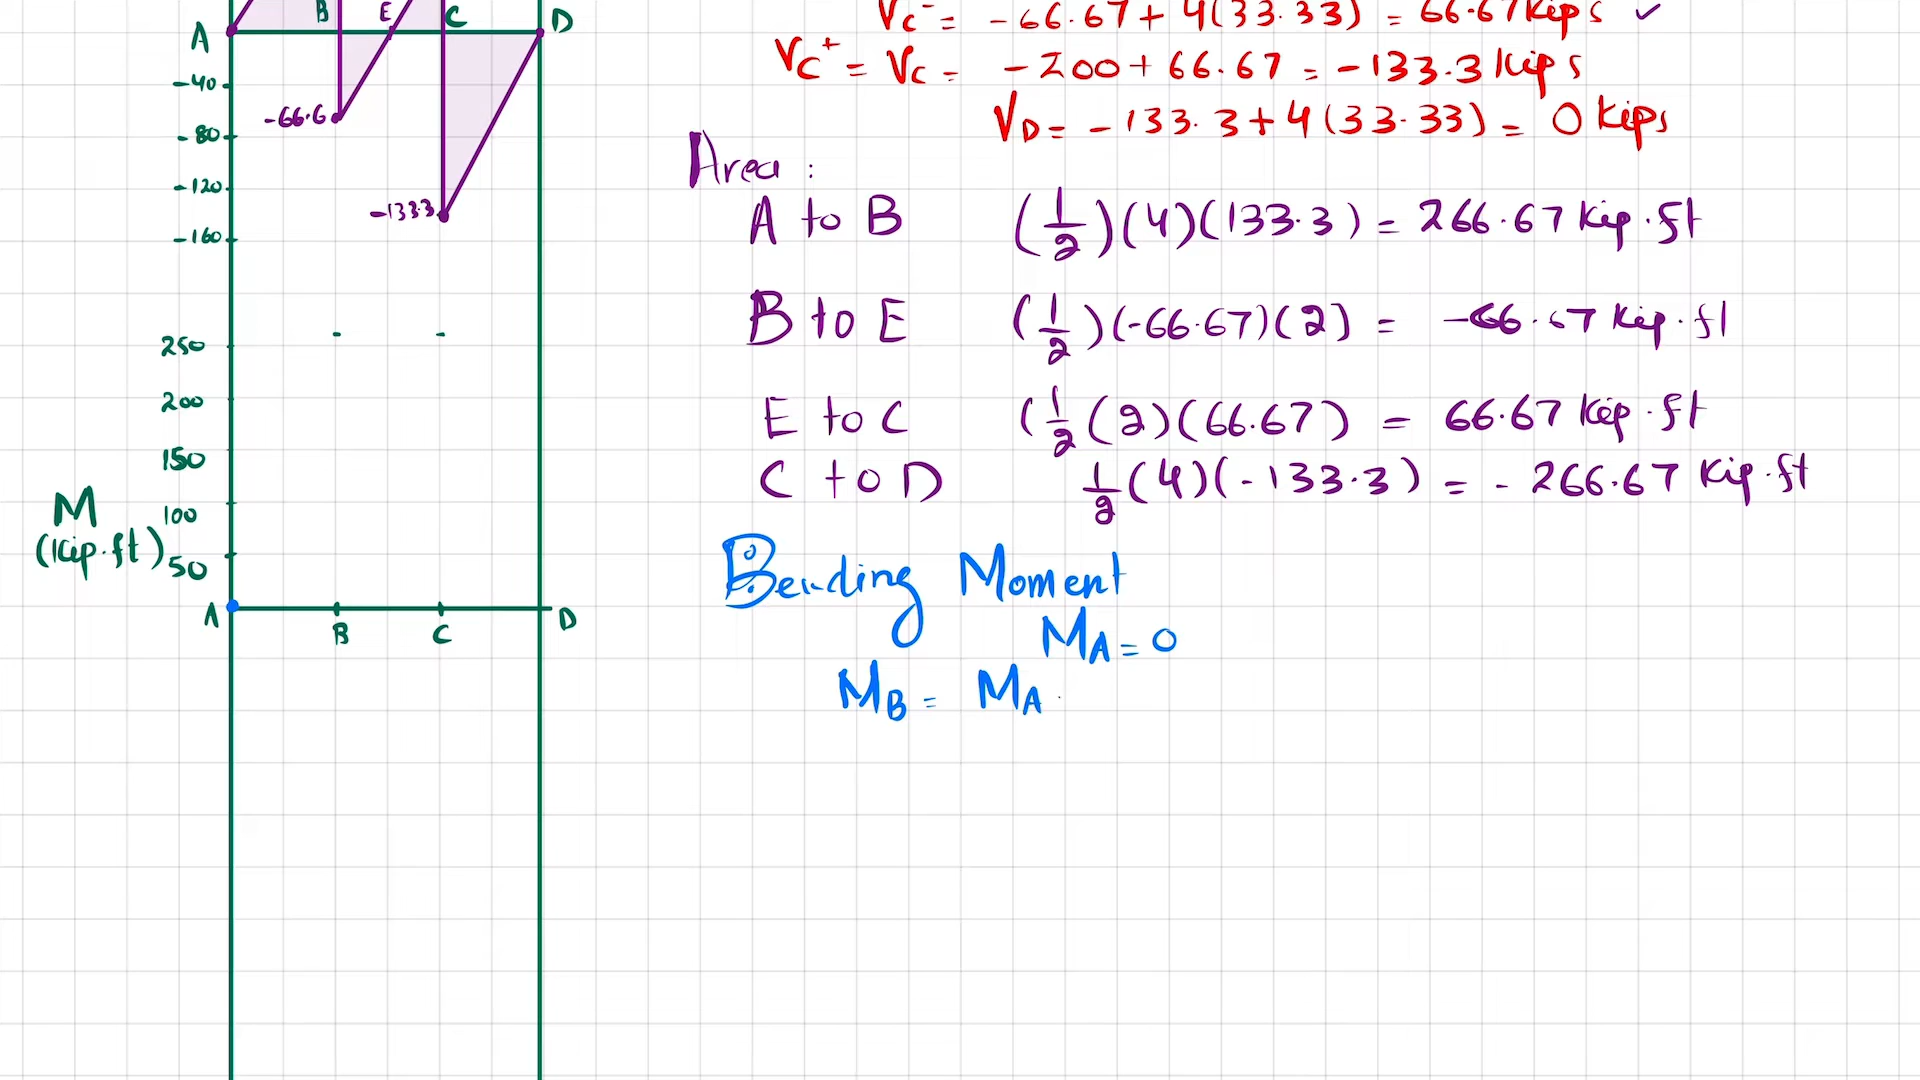 B E C
A D
-40
-66.6
-80
-120
-133.3
-160
250
200
150
M 100
(kip.ft) 50
A B C D
Vc⁻ = -66.67 + 4(33.33) = 66.67 kips ✓
Vc⁺ = Vc = -200 + 66.67 = -133.3 kips
VD = -133.3 + 4(33.33) = 0 kips
Area :
A to B (1/2)(4)(133.3) = 266.67 kip.ft
B to E (1/2)(-66.67)(2) = -66.67 kip.ft
E to C (1/2(2)(66.67) = 66.67 kip.ft
C to D 1/2(4)(-133.3) = -266.67 kip.ft
Bending Moment
MA = 0
MB = MA